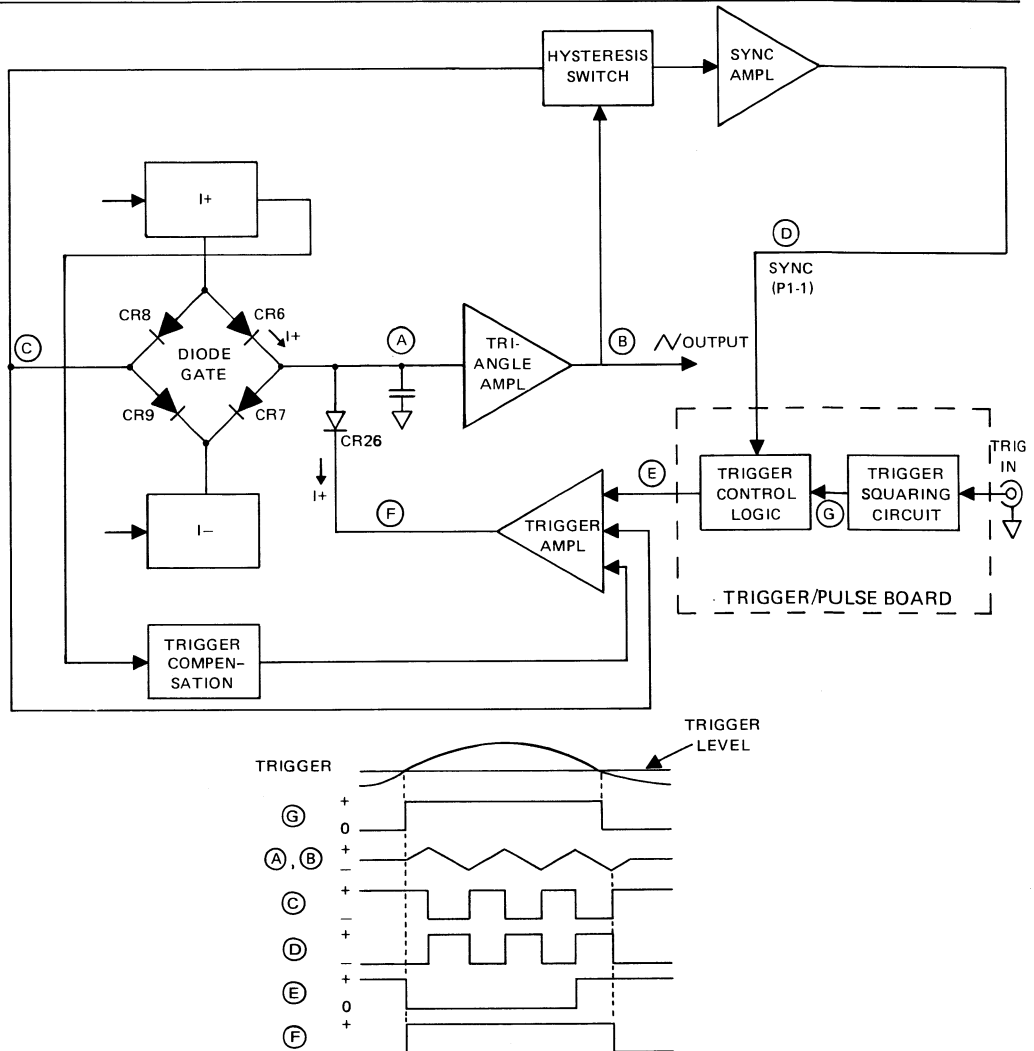 HYSTERESIS
SWITCH
SYNC
AMPL
I+
D
SYNC
(P1-1)
CR8
CR6
I+
C
DIODE
GATE
A
TRI-
ANGLE
AMPL
B
OUTPUT
CR9
CR7
CR26
I+
F
I-
TRIGGER
AMPL
E
TRIGGER
CONTROL
LOGIC
G
TRIGGER
SQUARING
CIRCUIT
TRIG
IN
TRIGGER/PULSE BOARD
TRIGGER
COMPEN-
SATION
TRIGGER
LEVEL
TRIGGER
G + 0
A , B + -
C + -
D + -
E + 0
F +